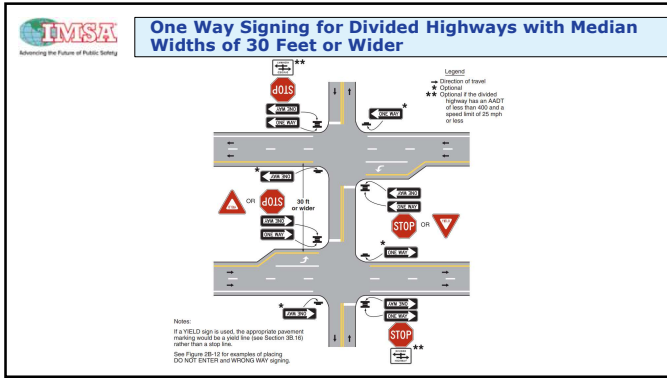 IMSA
Advancing the Future of Public Safety
One Way Signing for Divided Highways with Median
Widths of 30 Feet or Wider
Legend
→ Direction of travel
* Optional
** Optional if the divided
highway has an AADT
of less than 400 and a
speed limit of 25 mph
or less
**
STOP
ONE WAY
ONE WAY
ONE WAY
*
*
ONE WAY
OR
STOP
30 ft
or wider
ONE WAY
ONE WAY
ONE WAY
ONE WAY
STOP
OR
*
ONE WAY
*
ONE WAY
ONE WAY
ONE WAY
STOP
**
Notes:
If a YIELD sign is used, the appropriate pavement
marking would be a yield line (see Section 3B.16)
rather than a stop line.
See Figure 2B-12 for examples of placing
DO NOT ENTER and WRONG WAY signing.